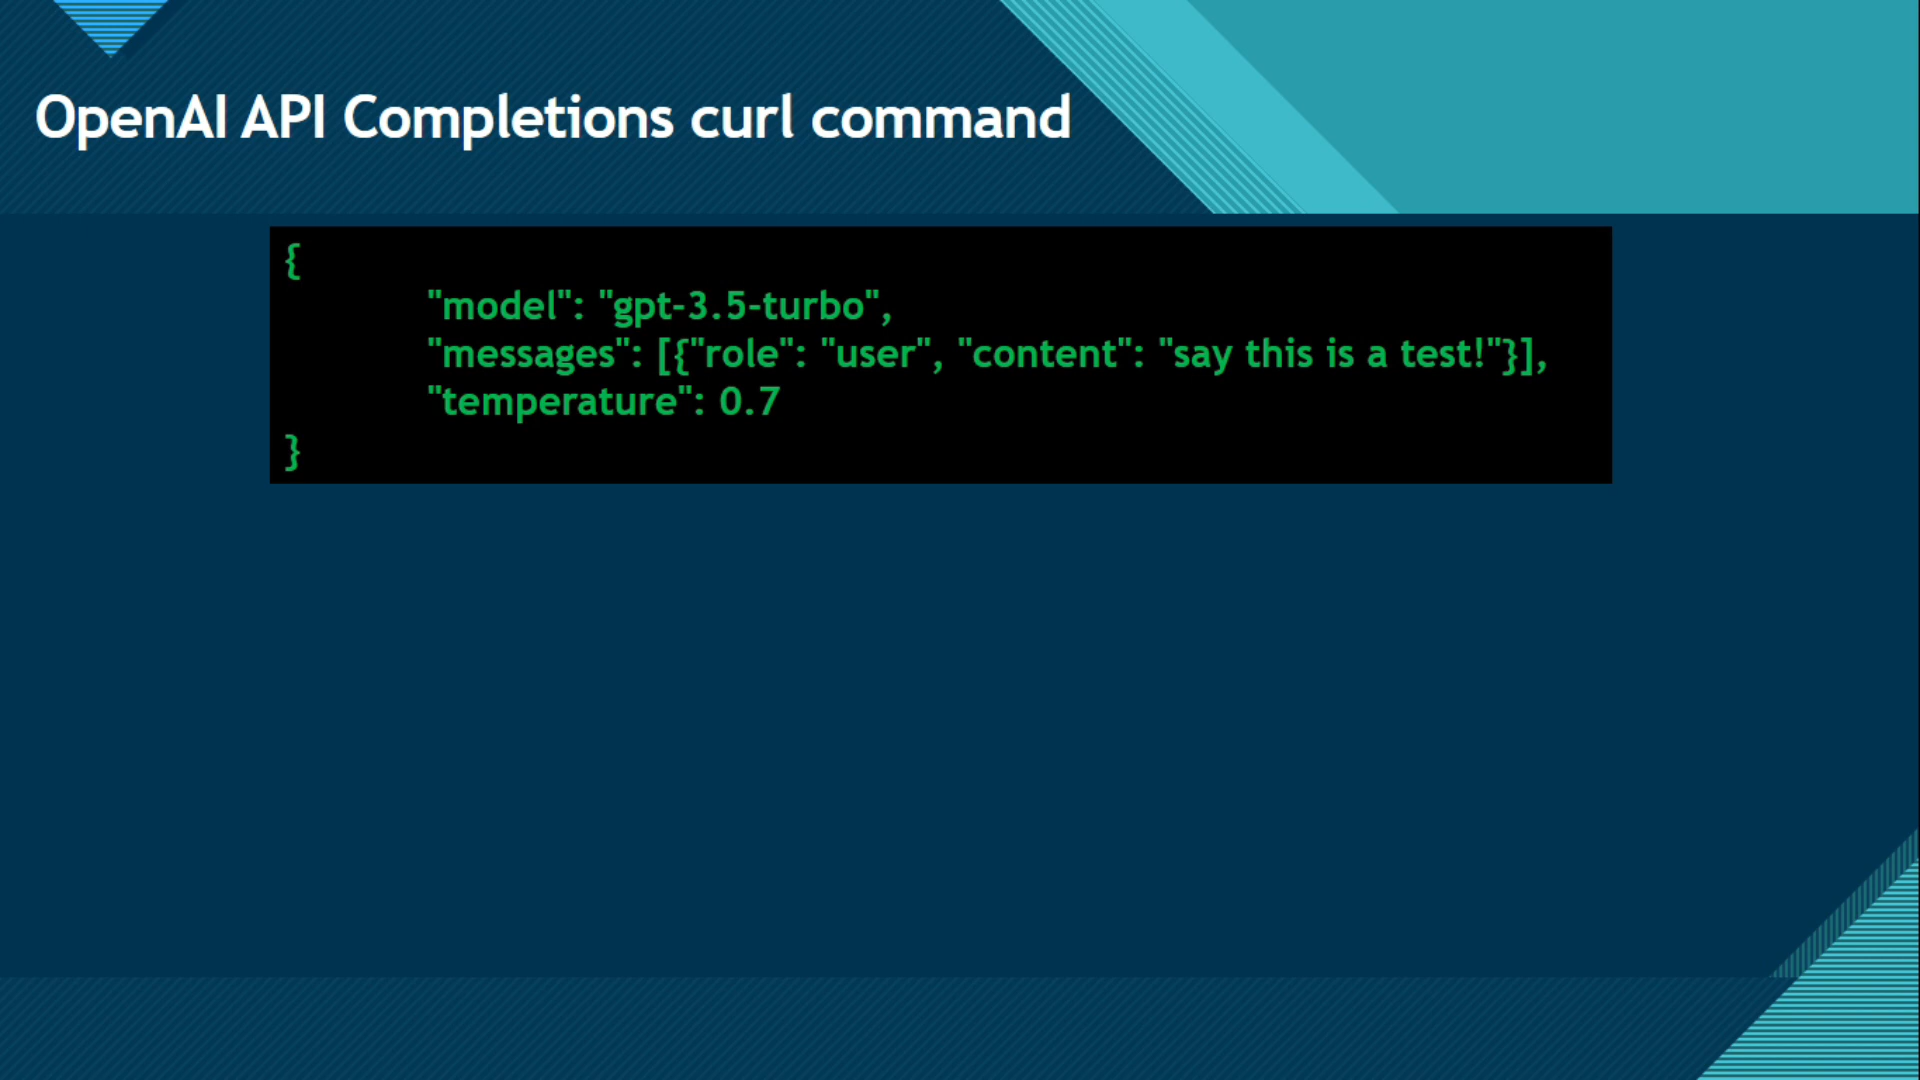 OpenAI API Completions curl command
{
"model": "gpt-3.5-turbo",
"messages": [{"role": "user", "content": "say this is a test!"}],
"temperature": 0.7
}